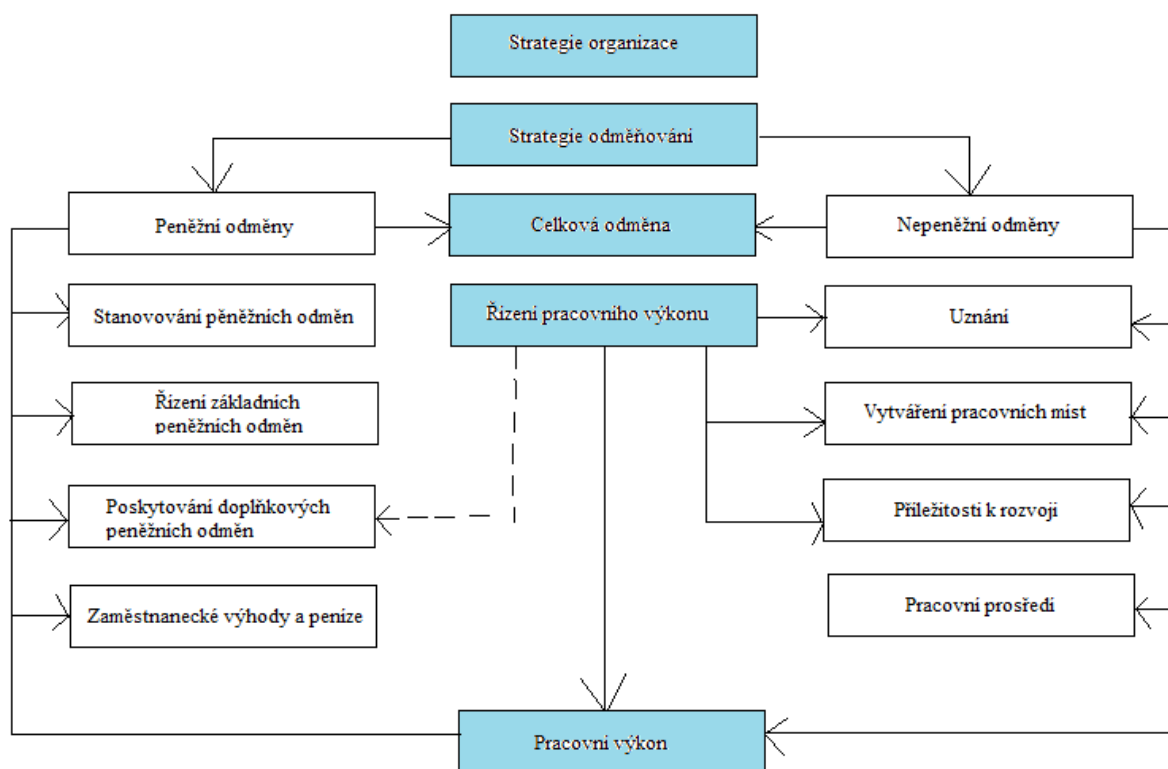 Strategie organizace
Strategie odměňování
Peněžní odměny
Celková odměna
Nepeněžní odměny
Stanovování pěněžních odměn
Řízení pracovního výkonu
Uznání
Řízení základních
peněžních odměn
Vytváření pracovních míst
Poskytování doplňkových
peněžních odměn
Přiležitosti k rozvoji
Zaměstnanecké výhody a peníze
Pracovní prosředí
Pracovní výkon